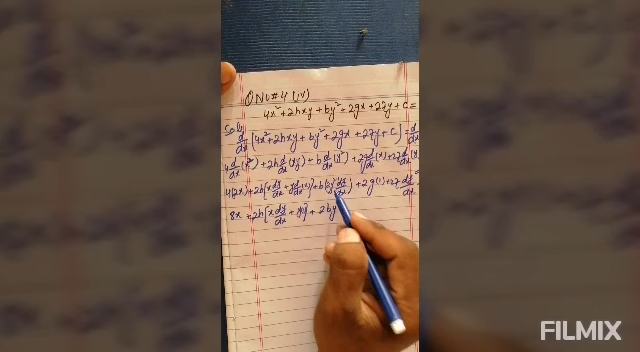 Q No# 4 (iv)
4x² + 2hxy + by² + 2gx + 2fy + c =
Sol:
d/dx [4x² + 2hxy + by² + 2gx + 2fy + c] = d/dx
4 d/dx (x²) + 2h d/dx (xy) + b d/dx (y²) + 2g d/dx (x) + 2f d/dx (y
4(2x) + 2h [x dy/dx + y d/dx (x)] + b(2y dy/dx) + 2g(1) + 2f dy/dx =
8x + 2h [x dy/dx + y(1)] + 2by
FILMIX